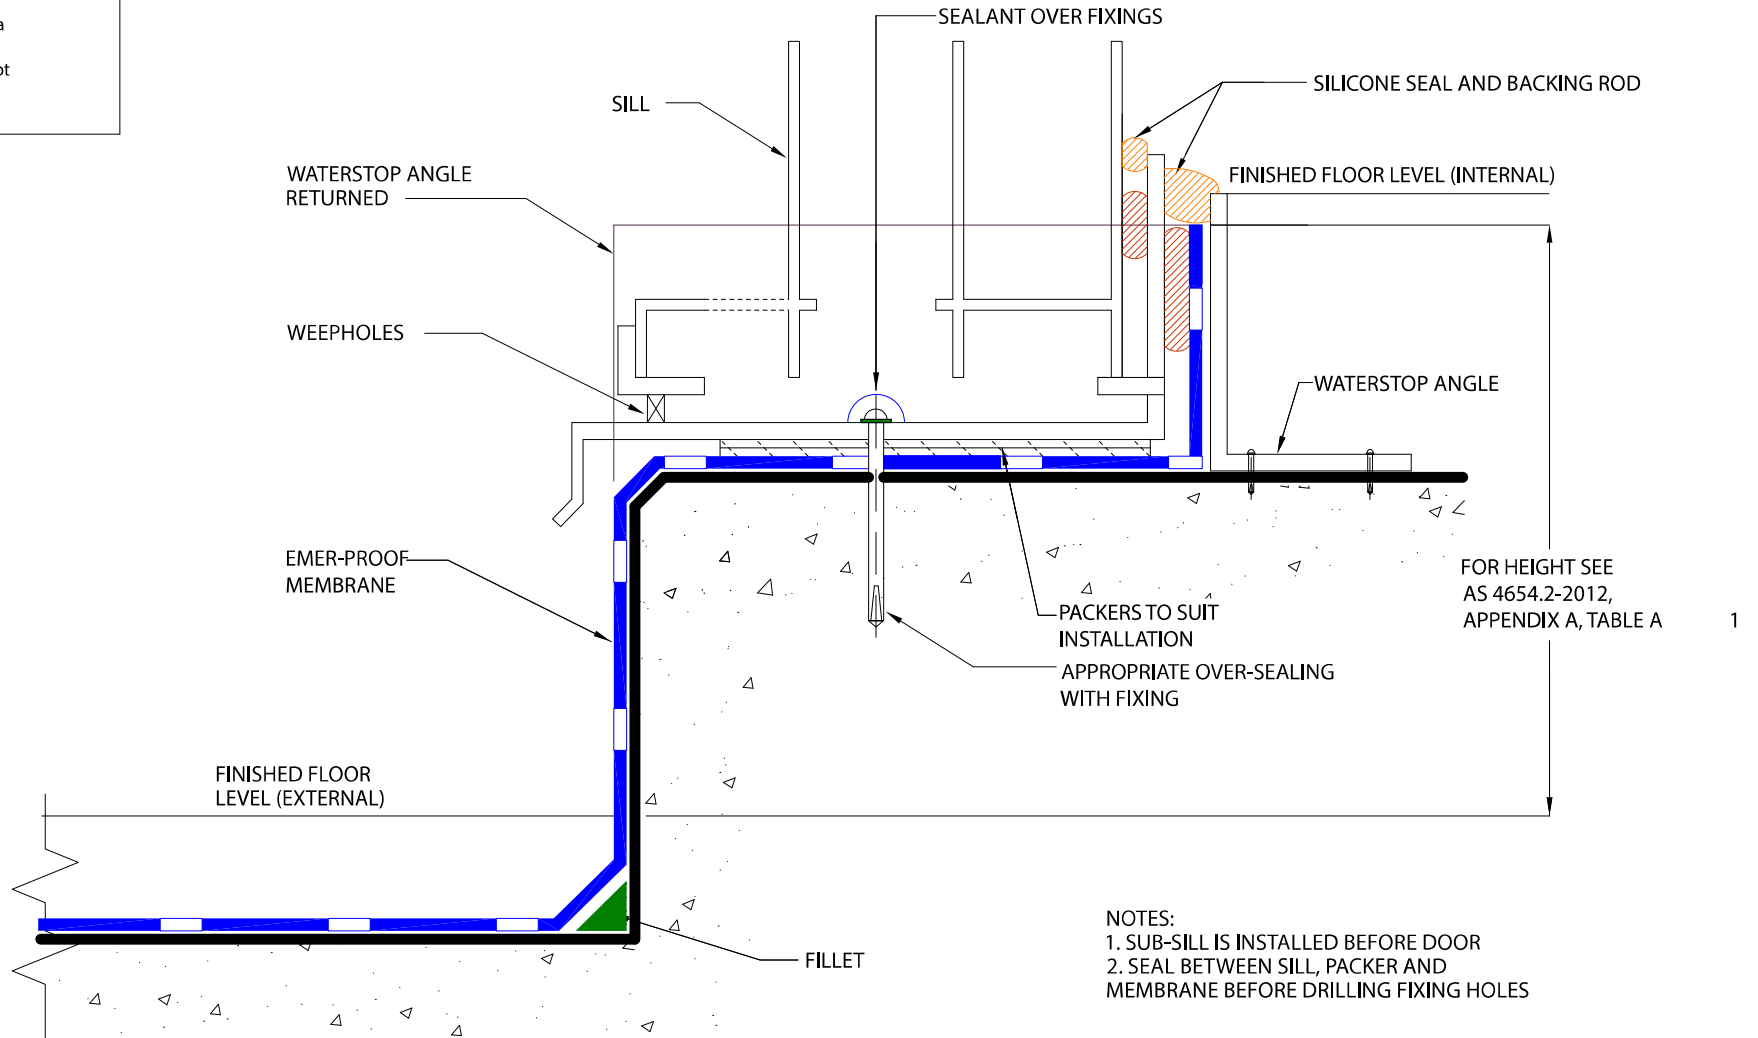 a
ot
SEALANT OVER FIXINGS
SILL
SILICONE SEAL AND BACKING ROD
WATERSTOP ANGLE
RETURNED
FINISHED FLOOR LEVEL (INTERNAL)
WEEPHOLES
WATERSTOP ANGLE
EMER-PROOF
MEMBRANE
FOR HEIGHT SEE
AS 4654.2-2012,
APPENDIX A, TABLE A 1
PACKERS TO SUIT
INSTALLATION
APPROPRIATE OVER-SEALING
WITH FIXING
FINISHED FLOOR
LEVEL (EXTERNAL)
FILLET
NOTES:
1. SUB-SILL IS INSTALLED BEFORE DOOR
2. SEAL BETWEEN SILL, PACKER AND
MEMBRANE BEFORE DRILLING FIXING HOLES